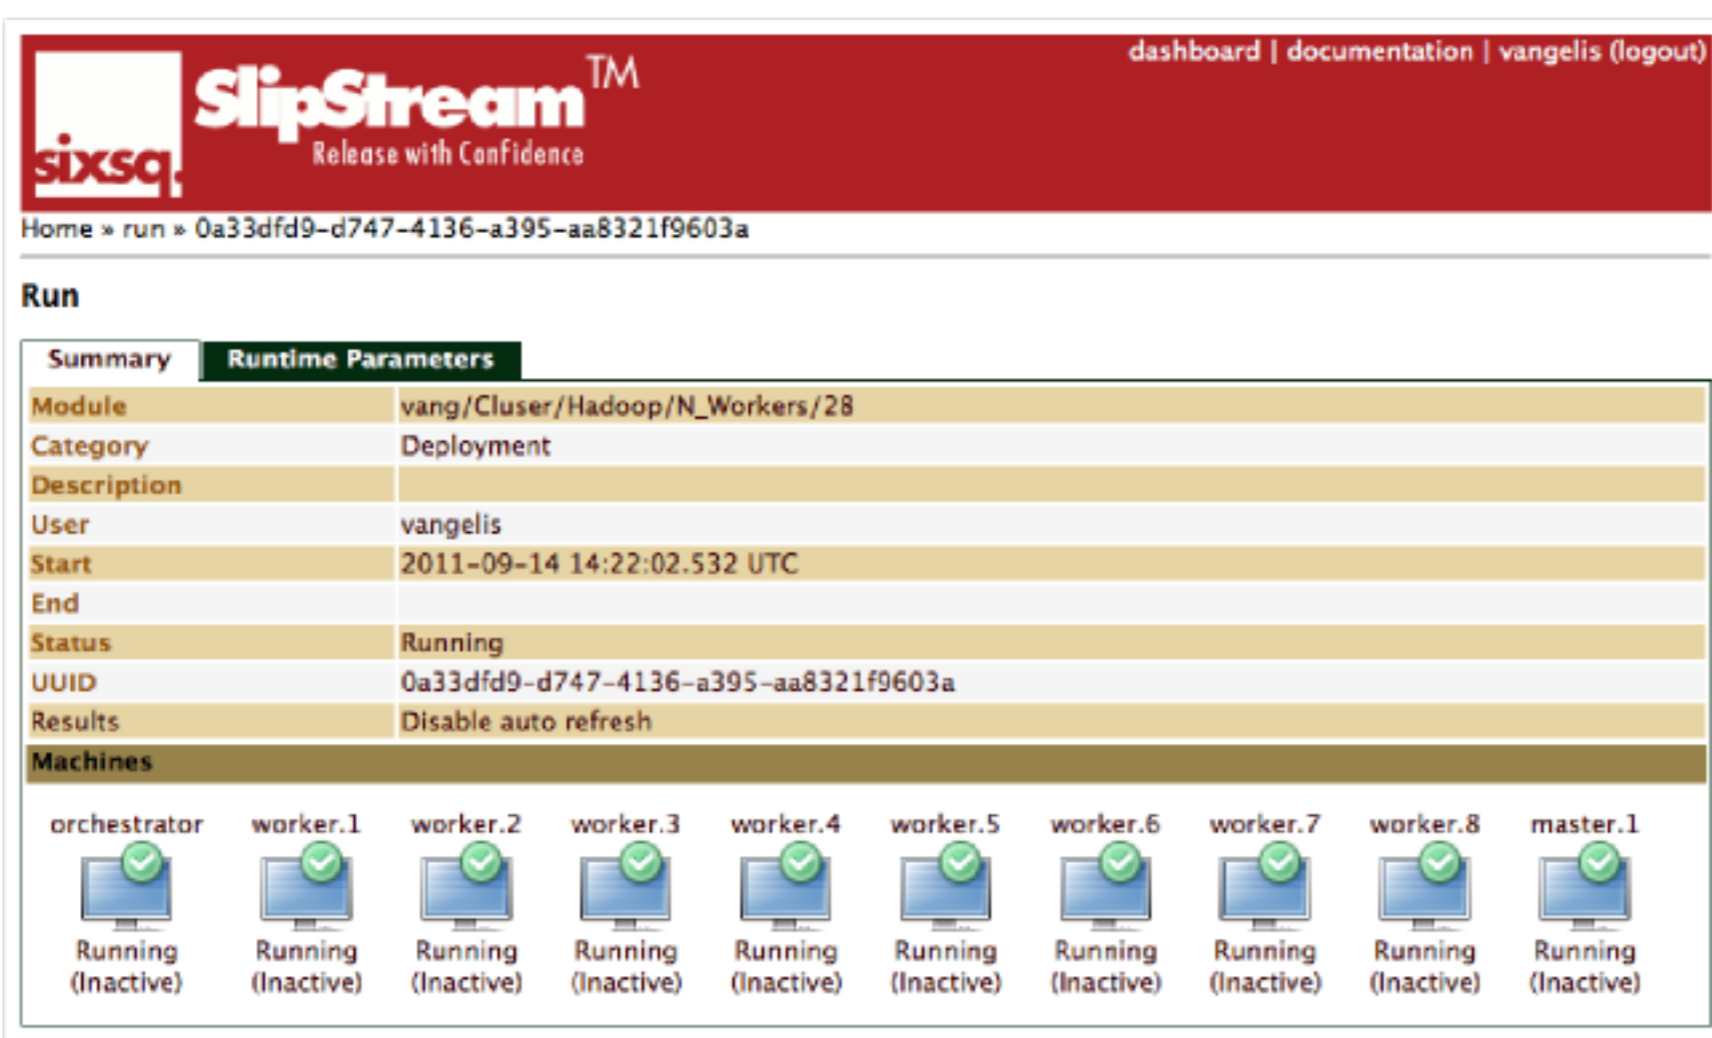 dashboard | documentation | vangelis (logout)
sixsq.
SlipStream™
Release with Confidence
Home » run » 0a33dfd9-d747-4136-a395-aa8321f9603a
Run
Summary Runtime Parameters
Module vang/Cluser/Hadoop/N_Workers/28
Category Deployment
Description
User vangelis
Start 2011-09-14 14:22:02.532 UTC
End
Status Running
UUID 0a33dfd9-d747-4136-a395-aa8321f9603a
Results Disable auto refresh
Machines
orchestrator worker.1 worker.2 worker.3 worker.4 worker.5 worker.6 worker.7 worker.8 master.1
Running Running Running Running Running Running Running Running Running Running
(Inactive) (Inactive) (Inactive) (Inactive) (Inactive) (Inactive) (Inactive) (Inactive) (Inactive) (Inactive)